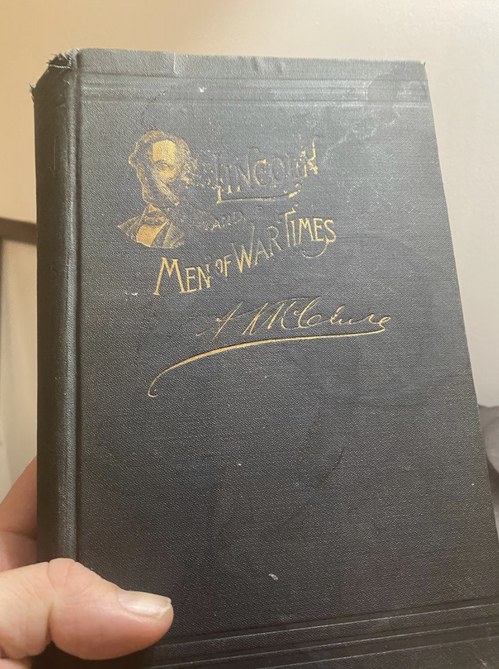 LINCOLN
AND
MEN OF WAR TIMES
A K McClure